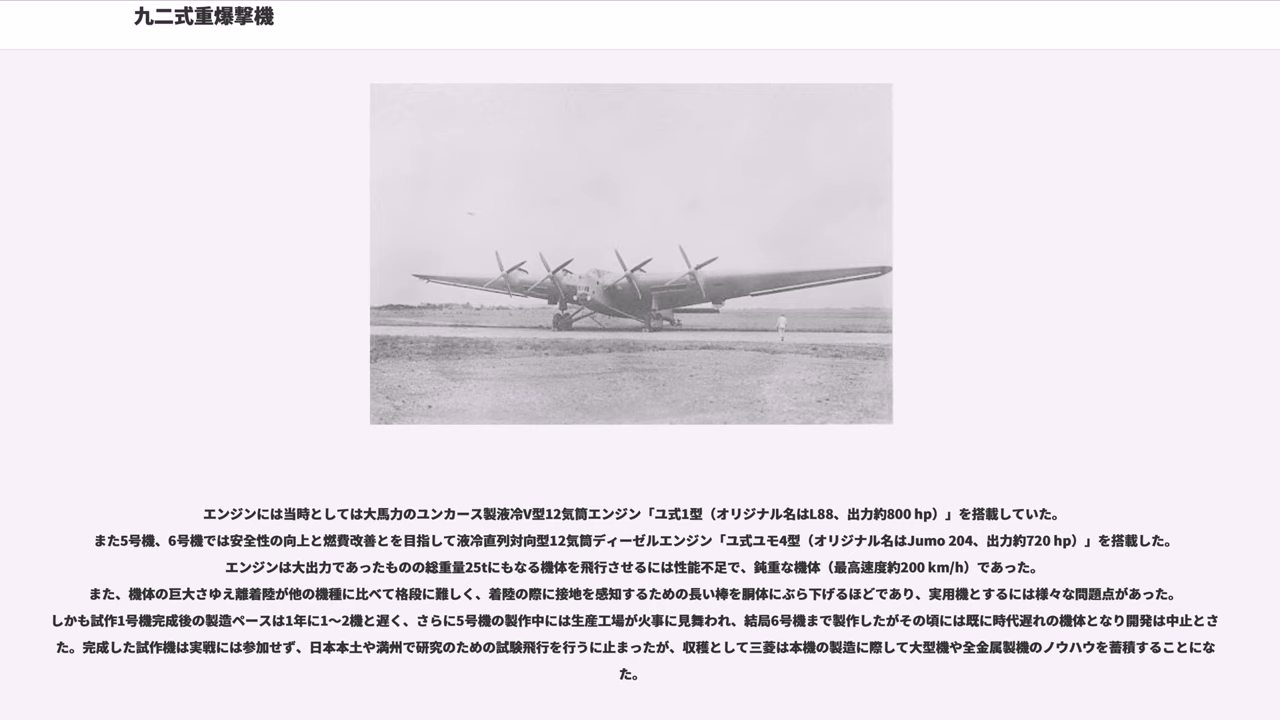 九二式重爆撃機
エンジンには当時としては大馬力のユンカース製液冷V型12気筒エンジン「ユ式1型（オリジナル名はL88、出力約800 hp）」を搭載していた。
また5号機、6号機では安全性の向上と燃費改善とを目指して液冷直列対向型12気筒ディーゼルエンジン「ユ式ユモ4型（オリジナル名はJumo 204、出力約720 hp）」を搭載した。
エンジンは大出力であったものの総重量25tにもなる機体を飛行させるには性能不足で、鈍重な機体（最高速度約200 km/h）であった。
また、機体の巨大さゆえ離着陸が他の機種に比べて格段に難しく、着陸の際に接地を感知するための長い棒を胴体にぶら下げるほどであり、実用機とするには様々な問題点があった。
しかも試作1号機完成後の製造ペースは1年に1〜2機と遅く、さらに5号機の製作中には生産工場が火事に見舞われ、結局6号機まで製作したがその頃には既に時代遅れの機体となり開発は中止とさ
た。完成した試作機は実戦には参加せず、日本本土や満州で研究のための試験飛行を行うに止まったが、収穫として三菱は本機の製造に際して大型機や全金属製機のノウハウを蓄積することにな
た。